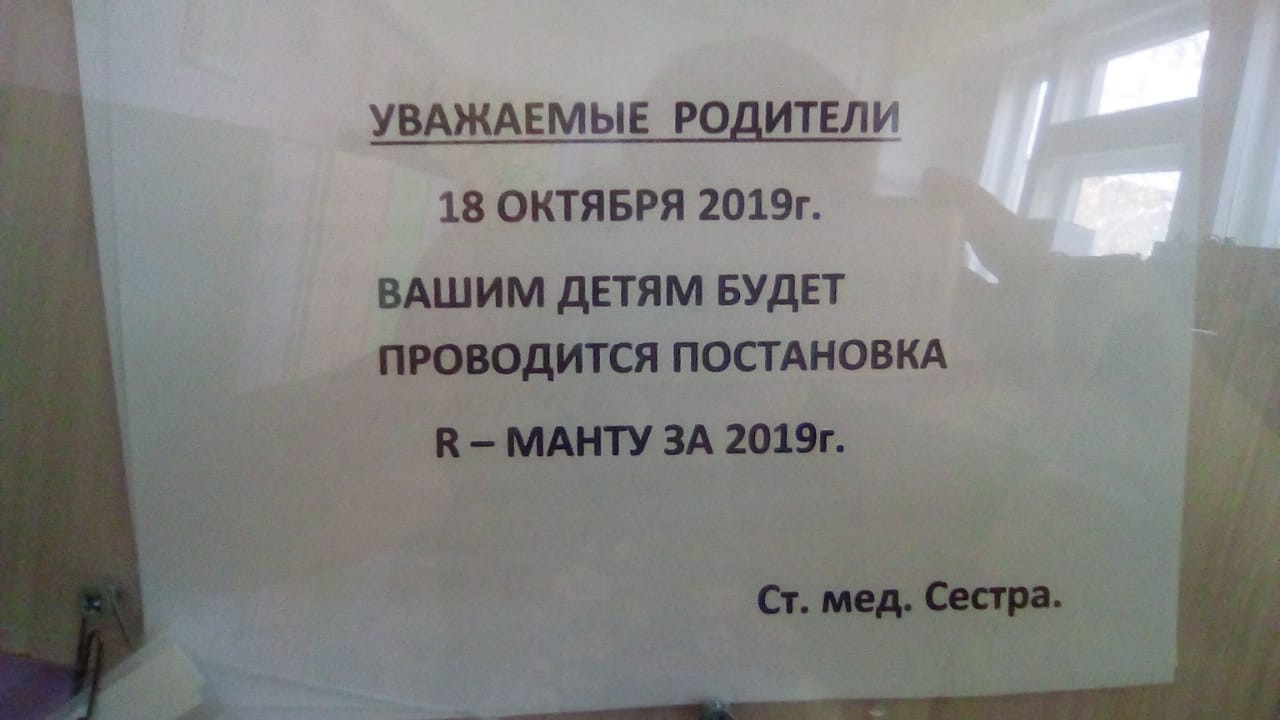 УВАЖАЕМЫЕ РОДИТЕЛИ
18 ОКТЯБРЯ 2019г.
ВАШИМ ДЕТЯМ БУДЕТ
ПРОВОДИТСЯ ПОСТАНОВКА
R – МАНТУ ЗА 2019г.
Ст. мед. Сестра.